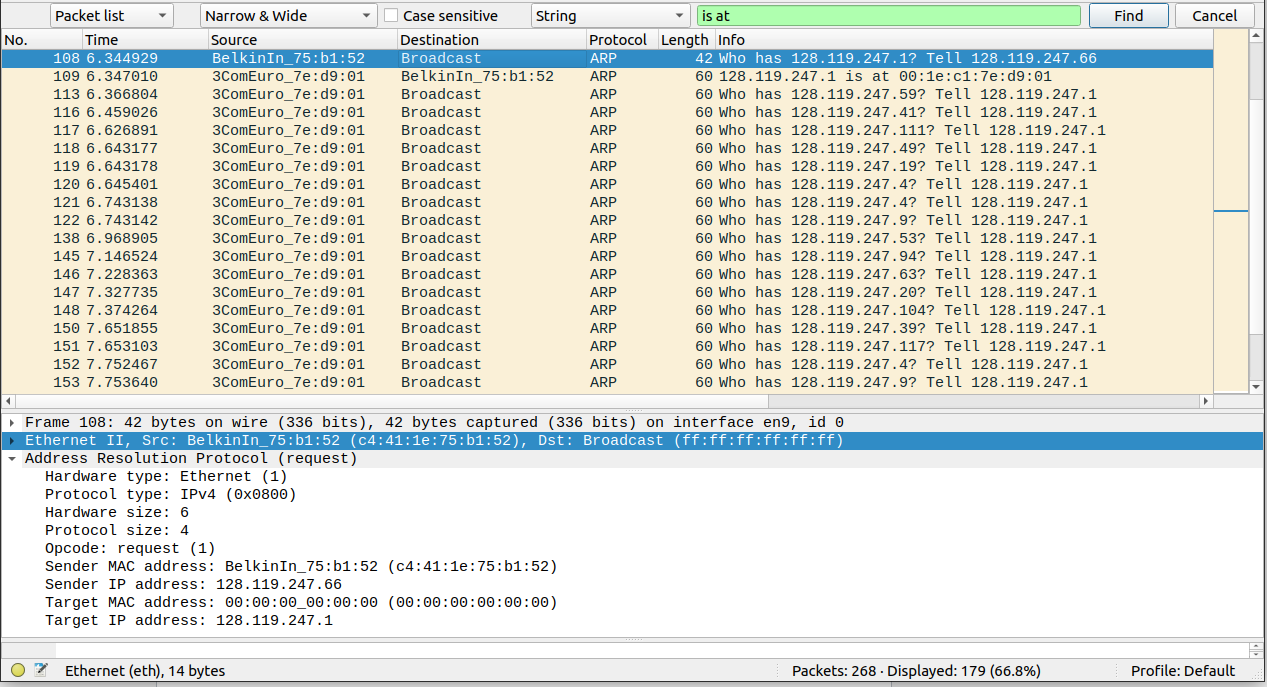 Packet list Narrow & Wide Case sensitive String is at Find Cancel
No. Time Source Destination Protocol Length Info
108 6.344929 BelkinIn_75:b1:52 Broadcast ARP 42 Who has 128.119.247.1? Tell 128.119.247.66
109 6.347010 3ComEuro_7e:d9:01 BelkinIn_75:b1:52 ARP 60 128.119.247.1 is at 00:1e:c1:7e:d9:01
113 6.366804 3ComEuro_7e:d9:01 Broadcast ARP 60 Who has 128.119.247.59? Tell 128.119.247.1
116 6.459026 3ComEuro_7e:d9:01 Broadcast ARP 60 Who has 128.119.247.41? Tell 128.119.247.1
117 6.626891 3ComEuro_7e:d9:01 Broadcast ARP 60 Who has 128.119.247.111? Tell 128.119.247.1
118 6.643177 3ComEuro_7e:d9:01 Broadcast ARP 60 Who has 128.119.247.49? Tell 128.119.247.1
119 6.643178 3ComEuro_7e:d9:01 Broadcast ARP 60 Who has 128.119.247.19? Tell 128.119.247.1
120 6.645401 3ComEuro_7e:d9:01 Broadcast ARP 60 Who has 128.119.247.4? Tell 128.119.247.1
121 6.743138 3ComEuro_7e:d9:01 Broadcast ARP 60 Who has 128.119.247.4? Tell 128.119.247.1
122 6.743142 3ComEuro_7e:d9:01 Broadcast ARP 60 Who has 128.119.247.9? Tell 128.119.247.1
138 6.968905 3ComEuro_7e:d9:01 Broadcast ARP 60 Who has 128.119.247.53? Tell 128.119.247.1
145 7.146524 3ComEuro_7e:d9:01 Broadcast ARP 60 Who has 128.119.247.94? Tell 128.119.247.1
146 7.228363 3ComEuro_7e:d9:01 Broadcast ARP 60 Who has 128.119.247.63? Tell 128.119.247.1
147 7.327735 3ComEuro_7e:d9:01 Broadcast ARP 60 Who has 128.119.247.20? Tell 128.119.247.1
148 7.374264 3ComEuro_7e:d9:01 Broadcast ARP 60 Who has 128.119.247.104? Tell 128.119.247.1
150 7.651855 3ComEuro_7e:d9:01 Broadcast ARP 60 Who has 128.119.247.39? Tell 128.119.247.1
151 7.653103 3ComEuro_7e:d9:01 Broadcast ARP 60 Who has 128.119.247.117? Tell 128.119.247.1
152 7.752467 3ComEuro_7e:d9:01 Broadcast ARP 60 Who has 128.119.247.4? Tell 128.119.247.1
153 7.753640 3ComEuro_7e:d9:01 Broadcast ARP 60 Who has 128.119.247.9? Tell 128.119.247.1
Frame 108: 42 bytes on wire (336 bits), 42 bytes captured (336 bits) on interface en9, id 0
Ethernet II, Src: BelkinIn_75:b1:52 (c4:41:1e:75:b1:52), Dst: Broadcast (ff:ff:ff:ff:ff:ff)
Address Resolution Protocol (request)
Hardware type: Ethernet (1)
Protocol type: IPv4 (0x0800)
Hardware size: 6
Protocol size: 4
Opcode: request (1)
Sender MAC address: BelkinIn_75:b1:52 (c4:41:1e:75:b1:52)
Sender IP address: 128.119.247.66
Target MAC address: 00:00:00_00:00:00 (00:00:00:00:00:00)
Target IP address: 128.119.247.1
Ethernet (eth), 14 bytes Packets: 268 · Displayed: 179 (66.8%) Profile: Default